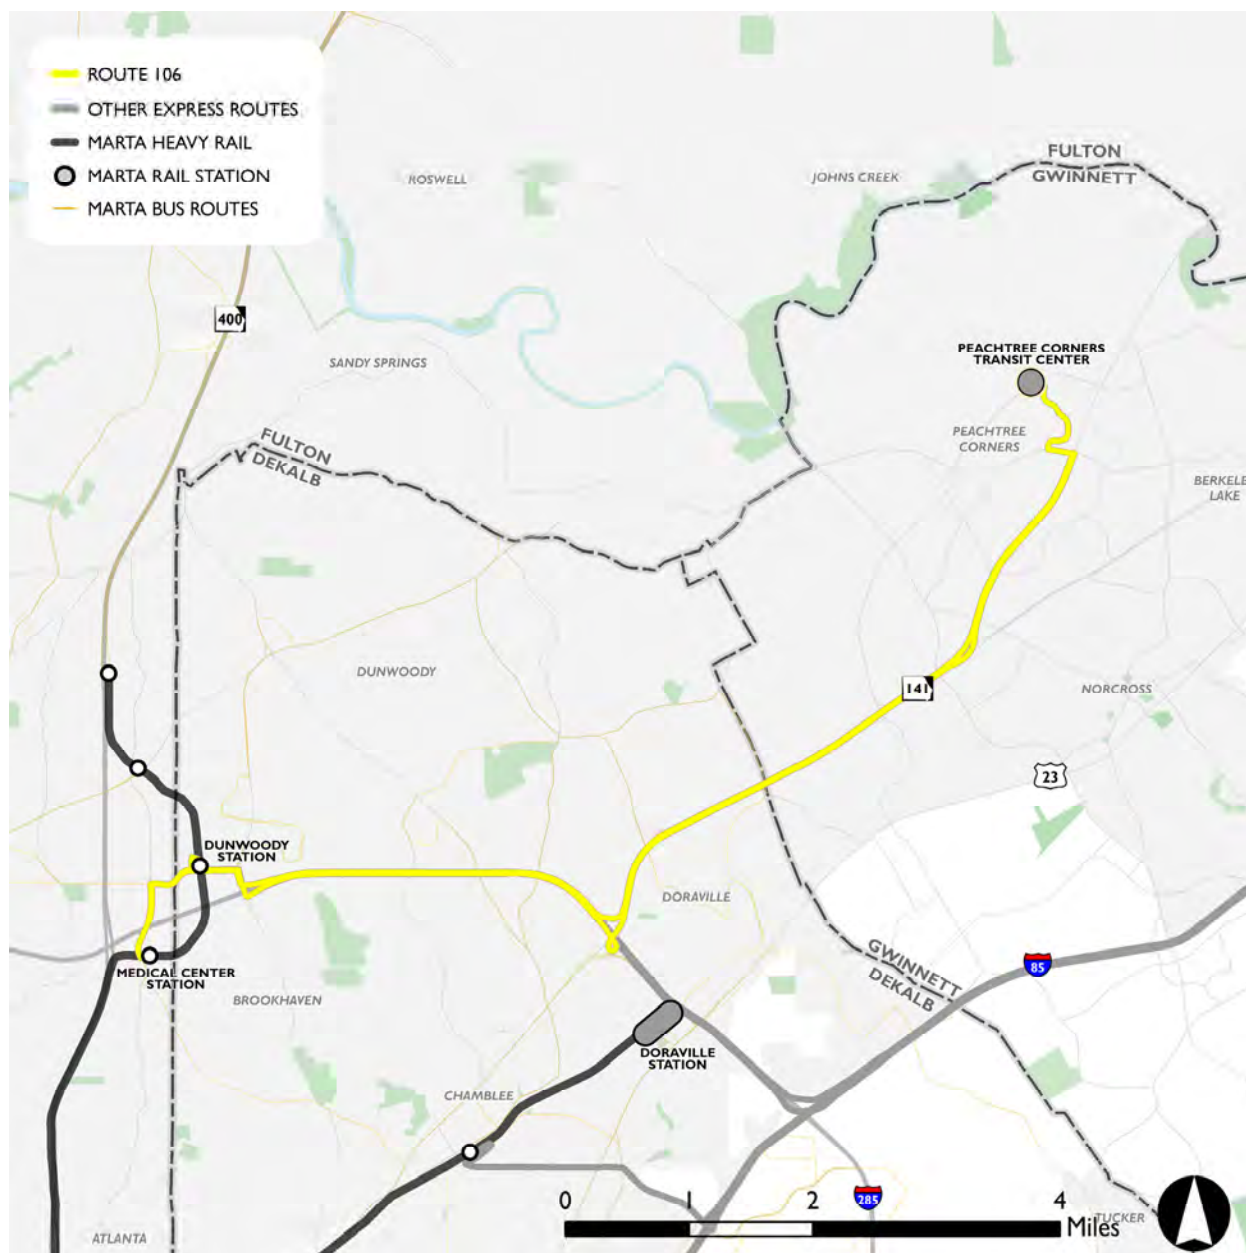 ROUTE 106
OTHER EXPRESS ROUTES
MARTA HEAVY RAIL
MARTA RAIL STATION
MARTA BUS ROUTES
FULTON
GWINNETT
ROSWELL
JOHNS CREEK
400
SANDY SPRINGS
PEACHTREE CORNERS
TRANSIT CENTER
PEACHTREE
CORNERS
FULTON
DEKALB
BERKELE
LAKE
DUNWOODY
141
NORCROSS
23
DUNWOODY
STATION
DORAVILLE
MEDICAL CENTER
STATION
BROOKHAVEN
GWINNETT
DEKALB
85
DORAVILLE
STATION
CHAMBLEE
285
0
1
2
4
Miles
TUCKER
ATLANTA